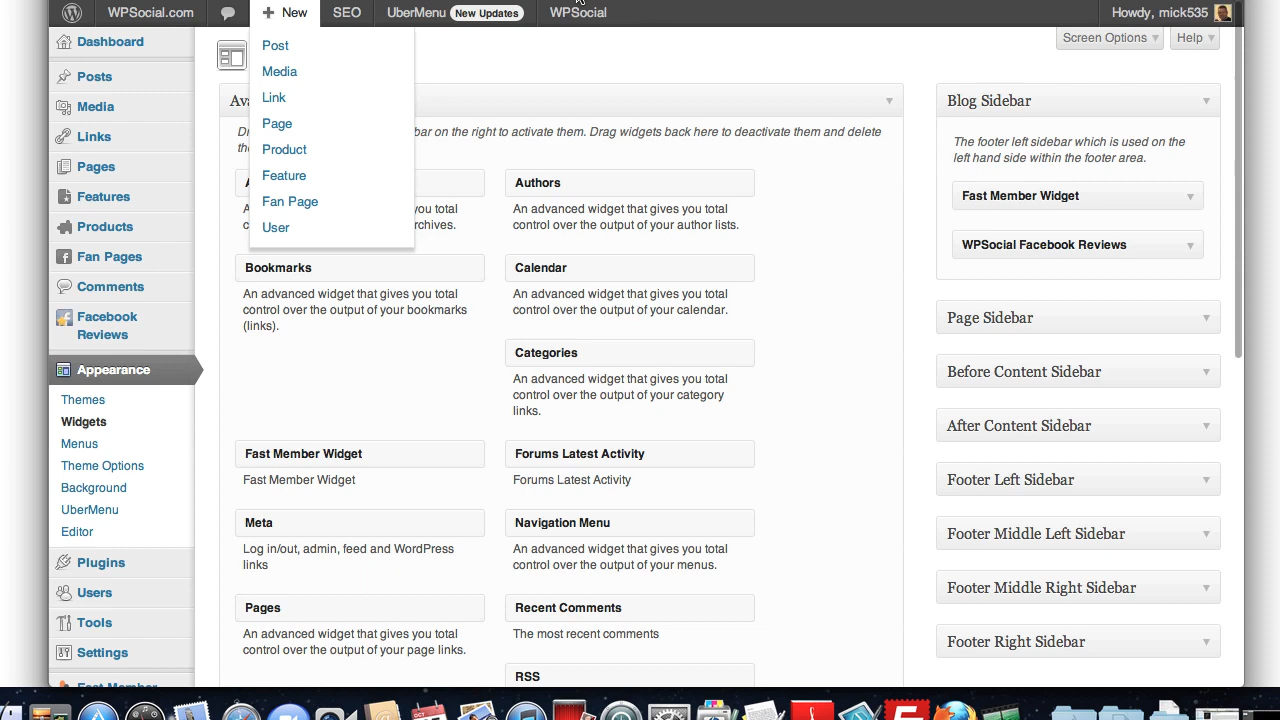 WPSocial.com
New
SEO
UberMenu New Updates
WPSocial
Howdy, mick535
Dashboard
Posts
Media
Links
Pages
Features
Products
Fan Pages
Comments
Facebook
Reviews
Appearance
Themes
Widgets
Menus
Theme Options
Background
UberMenu
Editor
Plugins
Users
Tools
Settings
Fast Member
Post
Media
Link
Page
Product
Feature
Fan Page
User
Screen Options
Help
bar on the right to activate them. Drag widgets back here to deactivate them and delete
you total
Authors
An advanced widget that gives you total
control over the output of your author lists.
Bookmarks
An advanced widget that gives you total
control over the output of your bookmarks
(links).
Calendar
An advanced widget that gives you total
control over the output of your calendar.
Categories
An advanced widget that gives you total
control over the output of your category
links.
Fast Member Widget
Fast Member Widget
Forums Latest Activity
Forums Latest Activity
Meta
Log in/out, admin, feed and WordPress
links
Navigation Menu
An advanced widget that gives you total
control over the output of your menus.
Pages
An advanced widget that gives you total
control over the output of your page links.
Recent Comments
The most recent comments
RSS
Blog Sidebar
The footer left sidebar which is used on the
left hand side within the footer area.
Fast Member Widget
WPSocial Facebook Reviews
Page Sidebar
Before Content Sidebar
After Content Sidebar
Footer Left Sidebar
Footer Middle Left Sidebar
Footer Middle Right Sidebar
Footer Right Sidebar